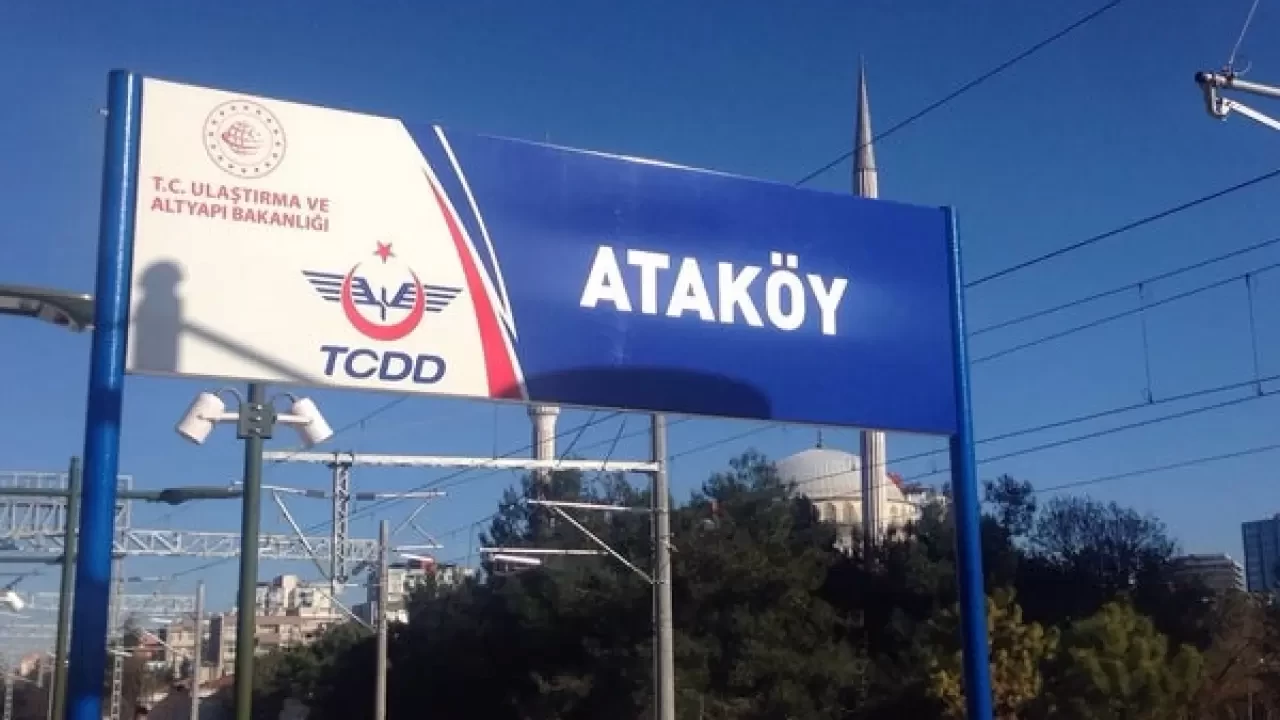 T.C. ULAŞTIRMA VE
ALTYAPI BAKANLIĞI
TCDD
ATAKÖY